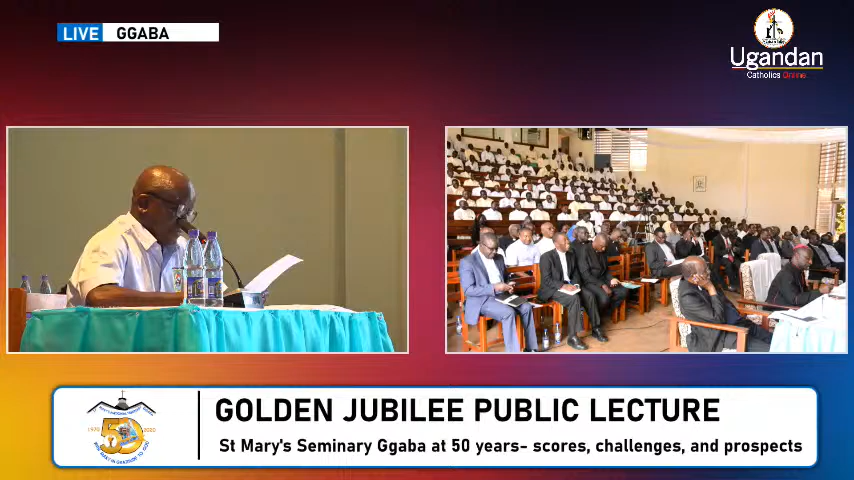 LIVE GGABA
Ugandan
Catholics Online
GOLDEN JUBILEE PUBLIC LECTURE
St Mary's Seminary Ggaba at 50 years- scores, challenges, and prospects
50